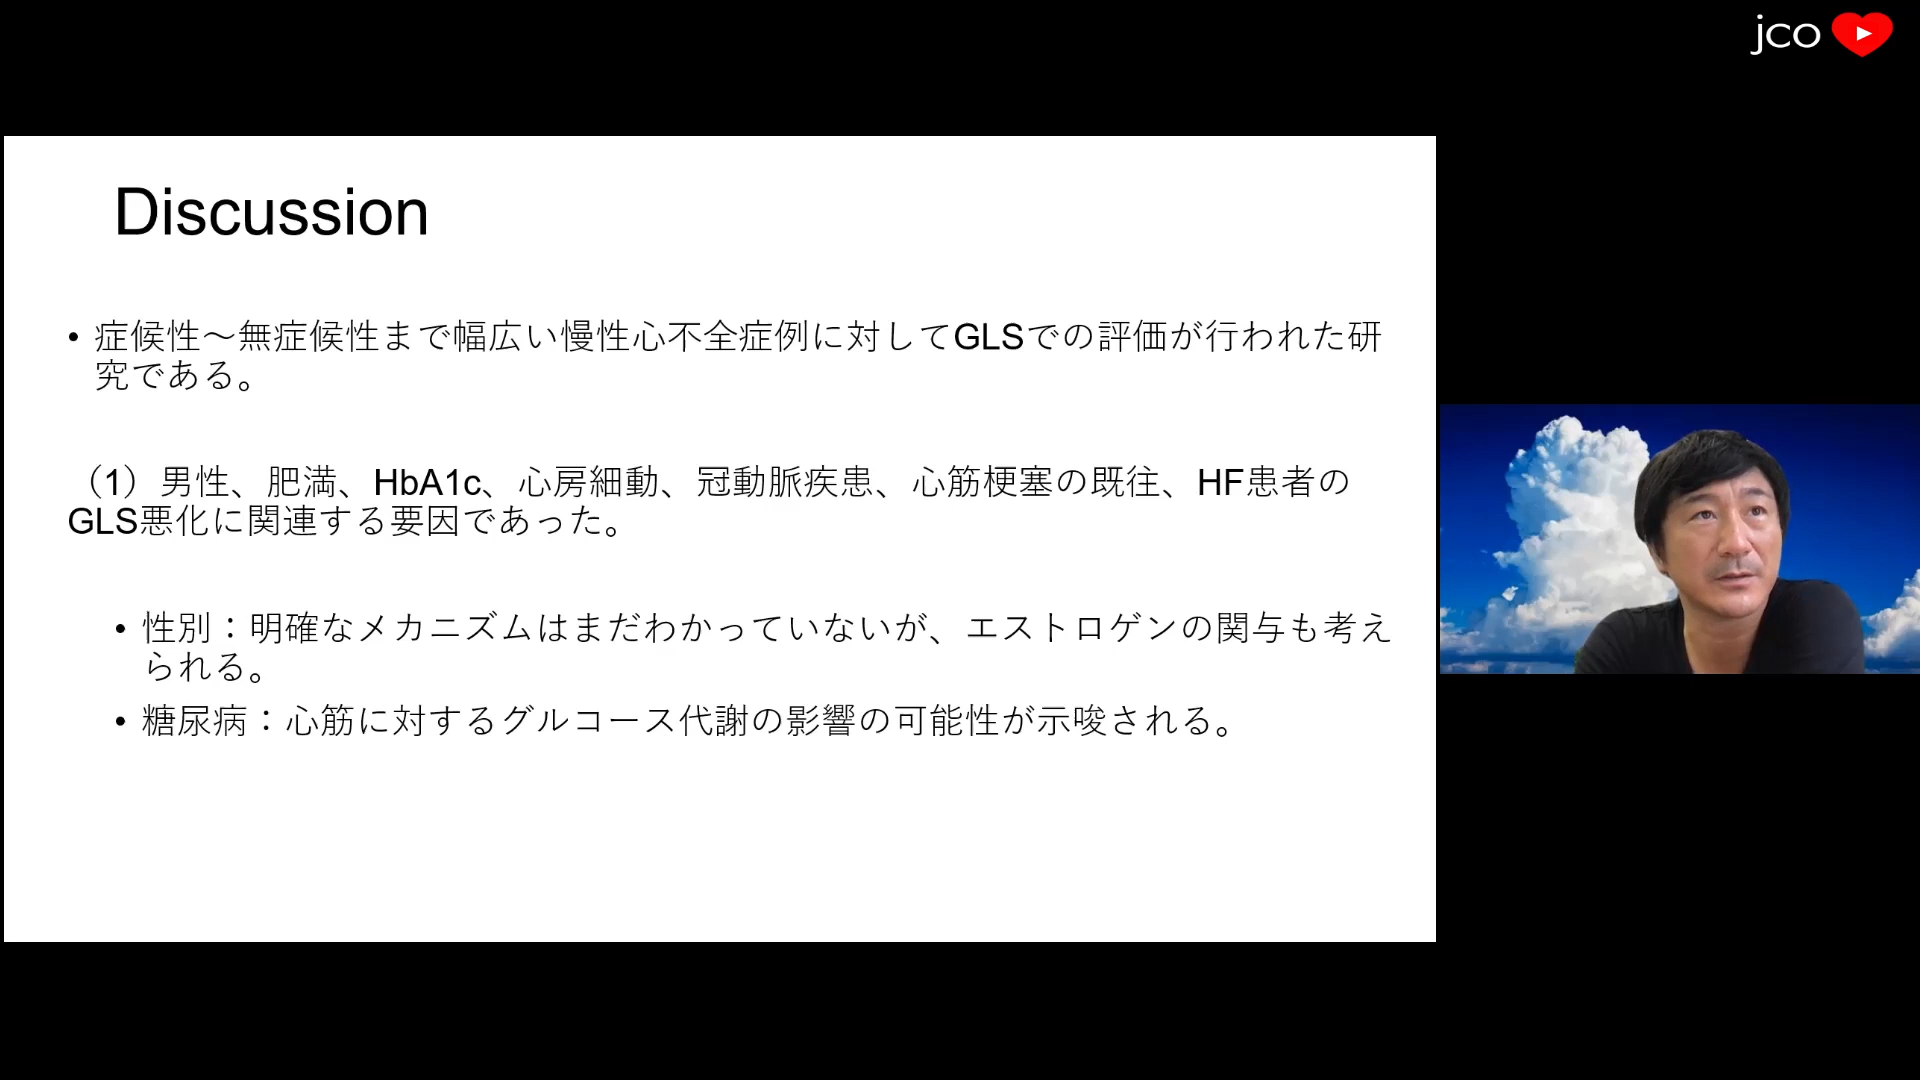 jco
Discussion
• 症候性～無症候性まで幅広い慢性心不全症例に対してGLSでの評価が行われた研
究である。
（1）男性、肥満、HbA1c、心房細動、冠動脈疾患、心筋梗塞の既往、HF患者の
GLS悪化に関連する要因であった。
• 性別：明確なメカニズムはまだわかっていないが、エストロゲンの関与も考え
られる。
• 糖尿病：心筋に対するグルコース代謝の影響の可能性が示唆される。